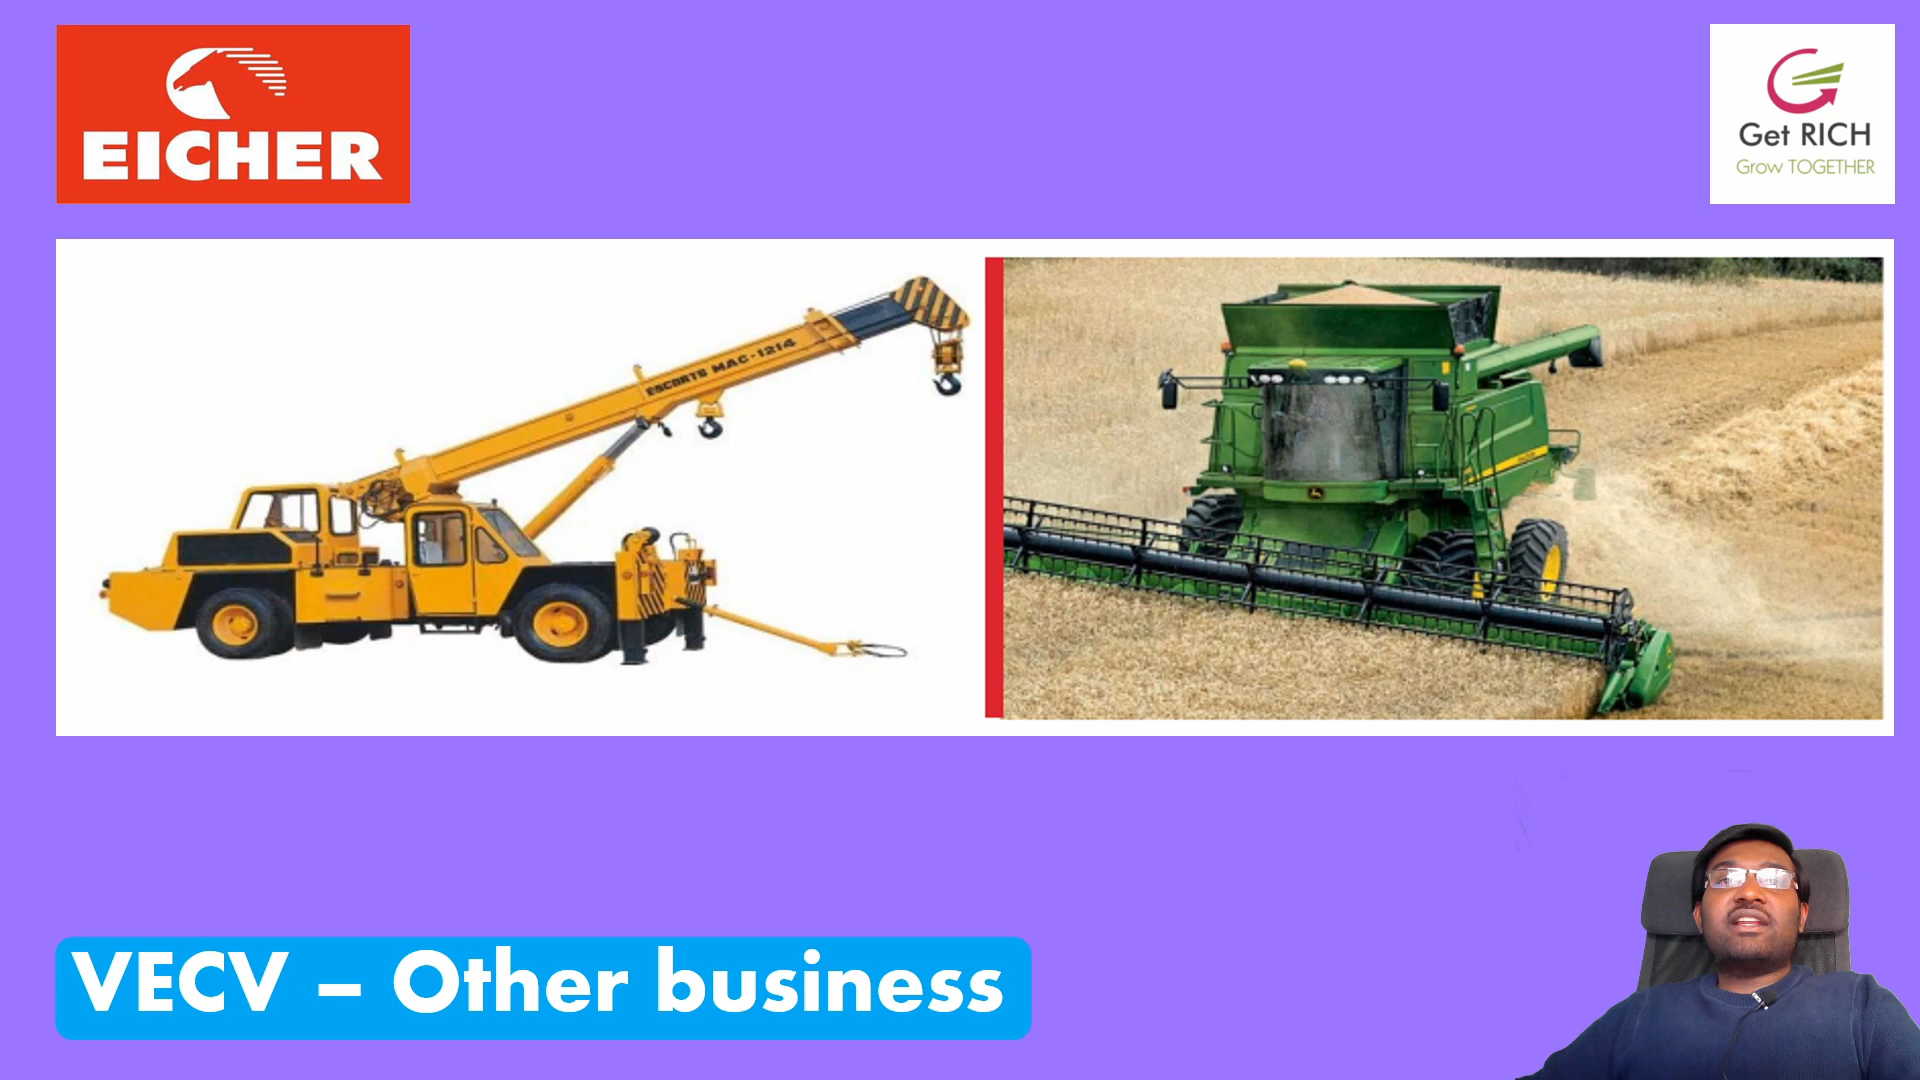 EICHER
Get RICH
Grow TOGETHER
ESCORTS MAC-1214
VECV – Other business